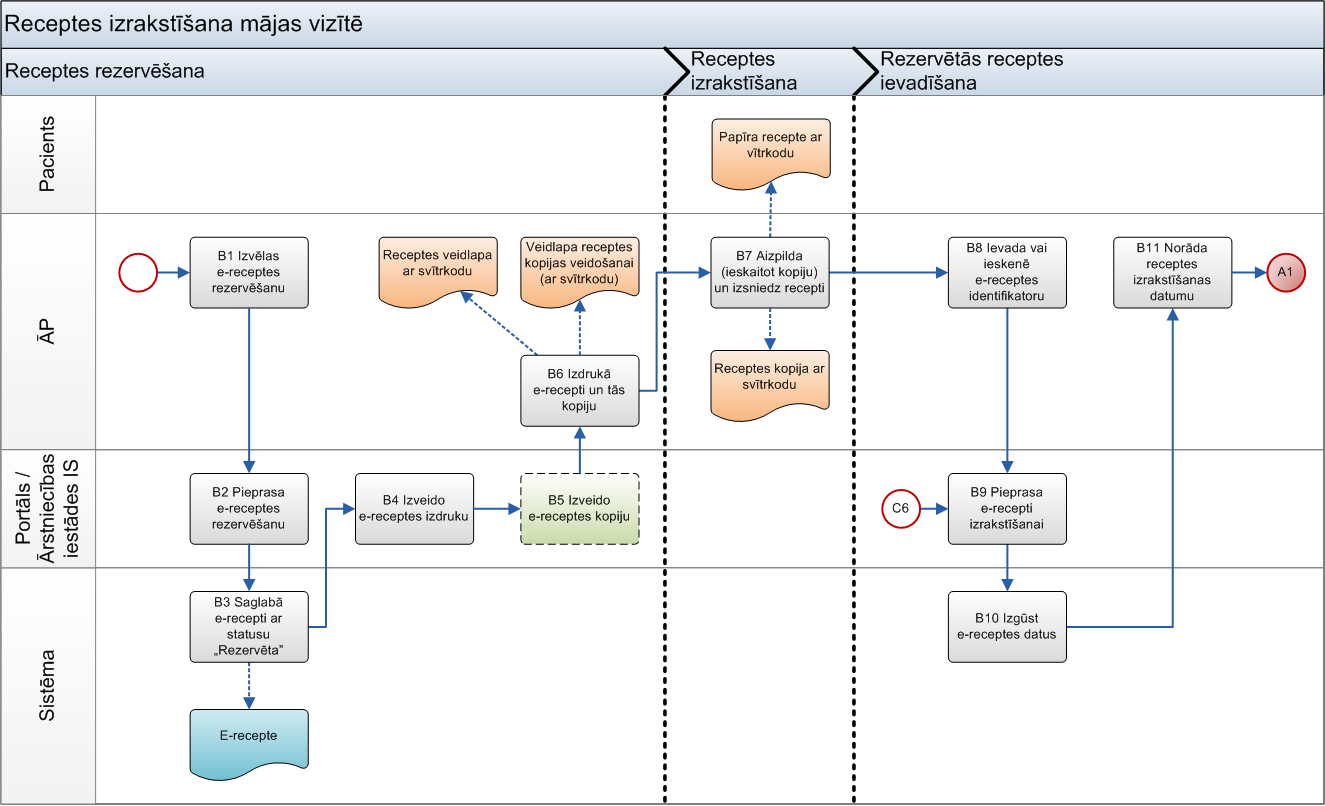 Receptes izrakstīšana mājas vizītē
Receptes rezervēšana
Receptes
izrakstīšana
Rezervētās receptes
ievadīšana
Pacients
Papīra recepte ar
vītrkodu
ĀP
B1 Izvēlas
e-receptes
rezervēšanu
Receptes veidlapa
ar svītrkodu
Veidlapa receptes
kopijas veidošanai
(ar svītrkodu)
B6 Izdrukā
e-recepti un tās
kopiju
B7 Aizpilda
(ieskaitot kopiju)
un izsniedz recepti
Receptes kopija ar
svītrkodu
B8 Ievada vai
ieskenē
e-receptes
identifikatoru
B11 Norāda
receptes
izrakstīšanas
datumu
A1
Portāls /
Ārstniecības
iestādes IS
B2 Pieprasa
e-receptes
rezervēšanu
B4 Izveido
e-receptes izdruku
B5 Izveido
e-receptes kopiju
C6
B9 Pieprasa
e-recepti
izrakstīšanai
Sistēma
B3 Saglabā
e-recepti ar
statusu
„Rezervēta”
E-recepte
B10 Izgūst
e-receptes datus